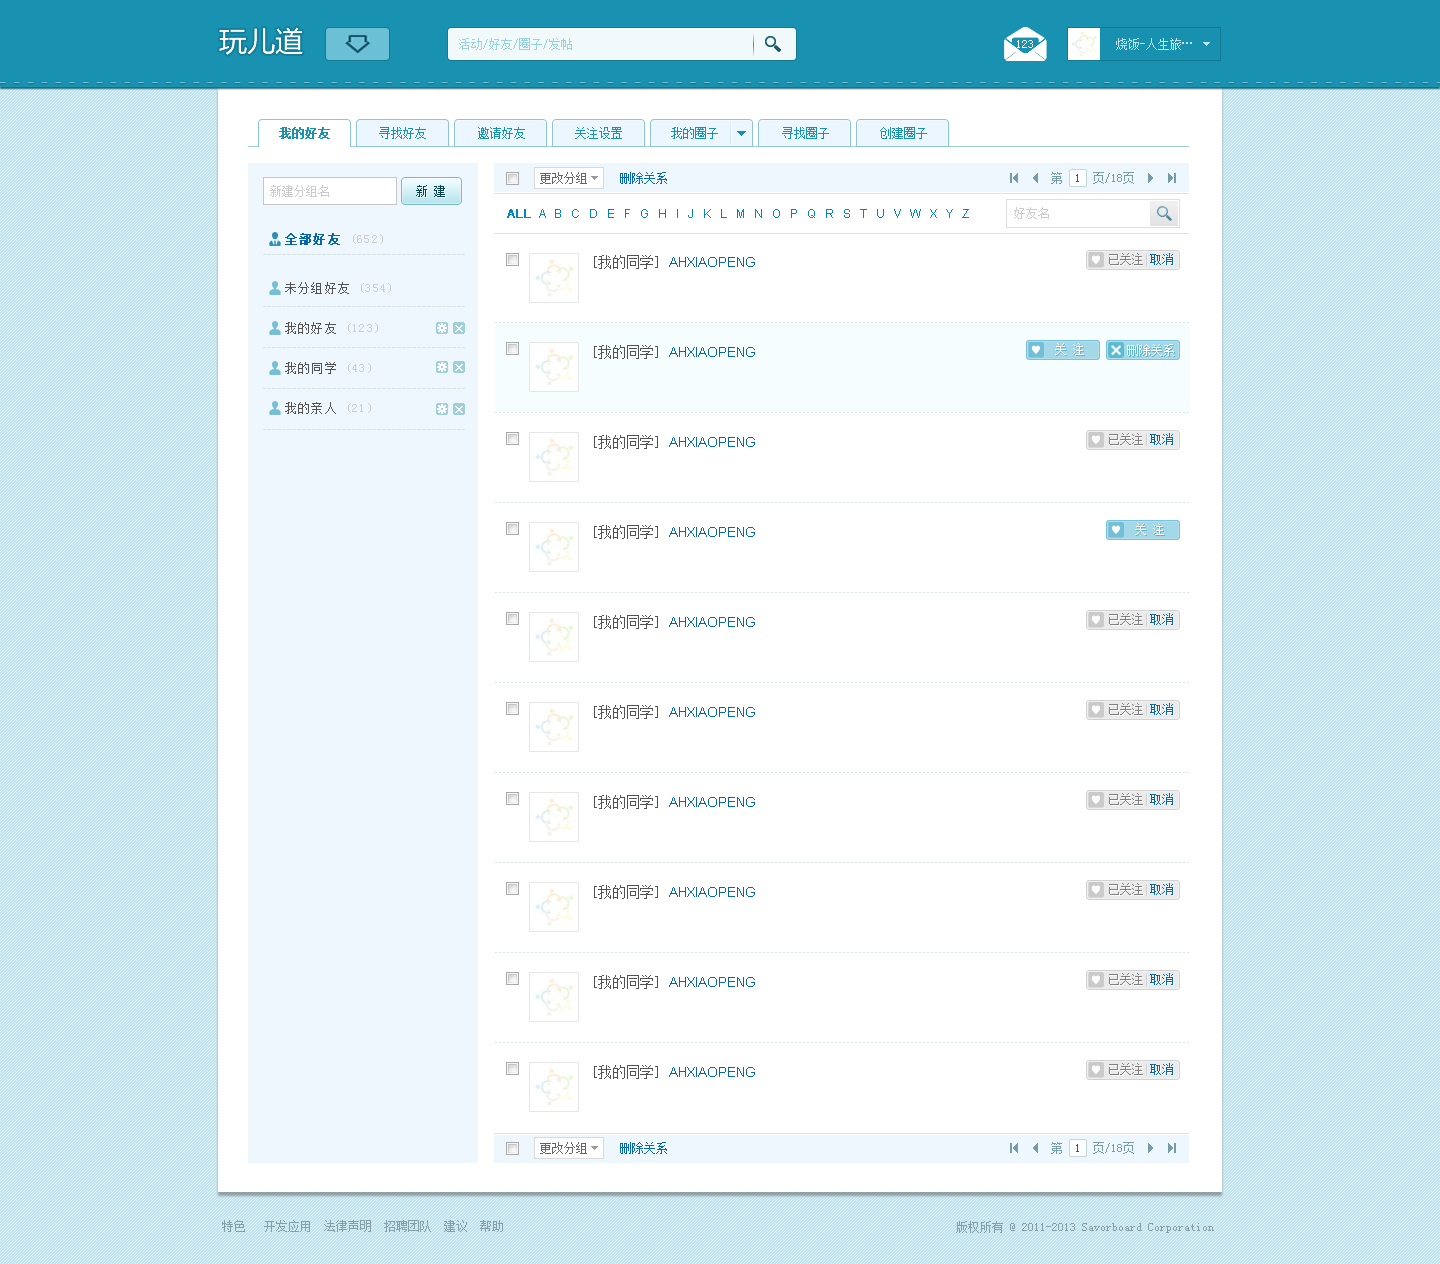 玩儿道
活动/好友/圈子/发帖
123
烧饭-人生旅…
我的好友 寻找好友 邀请好友 关注设置 我的圈子 寻找圈子 创建圈子
新建分组名 新 建
全部好友 (652)
未分组好友 (354)
我的好友 (123)
我的同学 (43)
我的亲人 (21)
更改分组 删除关系 第 1 页/18页
ALL A B C D E F G H I J K L M N O P Q R S T U V W X Y Z 好友名
[我的同学] AHXIAOPENG 已关注 取消
[我的同学] AHXIAOPENG 关 注 删除关系
[我的同学] AHXIAOPENG 已关注 取消
[我的同学] AHXIAOPENG 关 注
[我的同学] AHXIAOPENG 已关注 取消
[我的同学] AHXIAOPENG 已关注 取消
[我的同学] AHXIAOPENG 已关注 取消
[我的同学] AHXIAOPENG 已关注 取消
[我的同学] AHXIAOPENG 已关注 取消
[我的同学] AHXIAOPENG 已关注 取消
更改分组 删除关系 第 1 页/18页
特色 开发应用 法律声明 招聘团队 建议 帮助
版权所有 @ 2011-2013 Savorboard Corporation